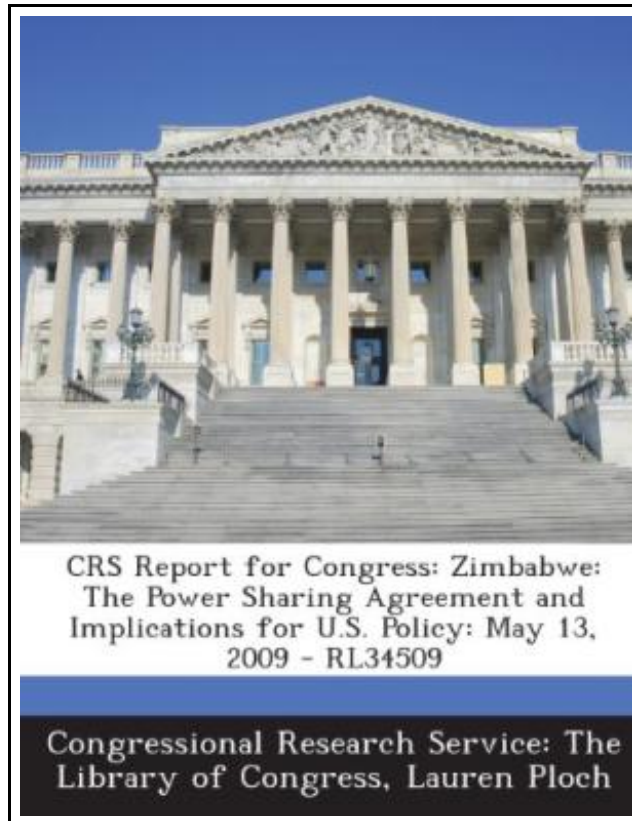 CRS Report for Congress: Zimbabwe:
The Power Sharing Agreement and
Implications for U.S. Policy: May 13,
2009 - RL34509
Congressional Research Service: The
Library of Congress, Lauren Ploch